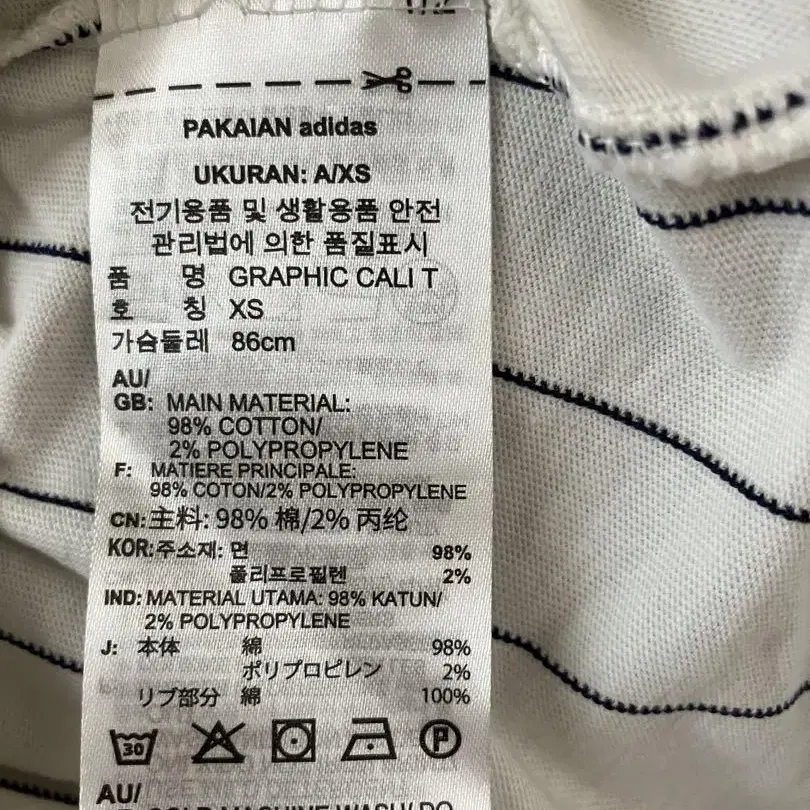 PAKAIAN adidas
UKURAN: A/XS
전기용품 및 생활용품 안전
관리법에 의한 품질표시
품 명 GRAPHIC CALI T
호 칭 XS
가슴둘레 86cm
AU/
GB: MAIN MATERIAL:
98% COTTON/
2% POLYPROPYLENE
F: MATIERE PRINCIPALE:
98% COTON/2% POLYPROPYLENE
CN: 主料: 98% 棉/2% 丙纶
KOR: 주소재: 면 98%
폴리프로필렌 2%
IND: MATERIAL UTAMA: 98% KATUN/
2% POLYPROPYLENE
J: 本体 綿 98%
ポリプロピレン 2%
リブ部分 綿 100%
30 P
AU/
COLD MACHINE WASH/ DO